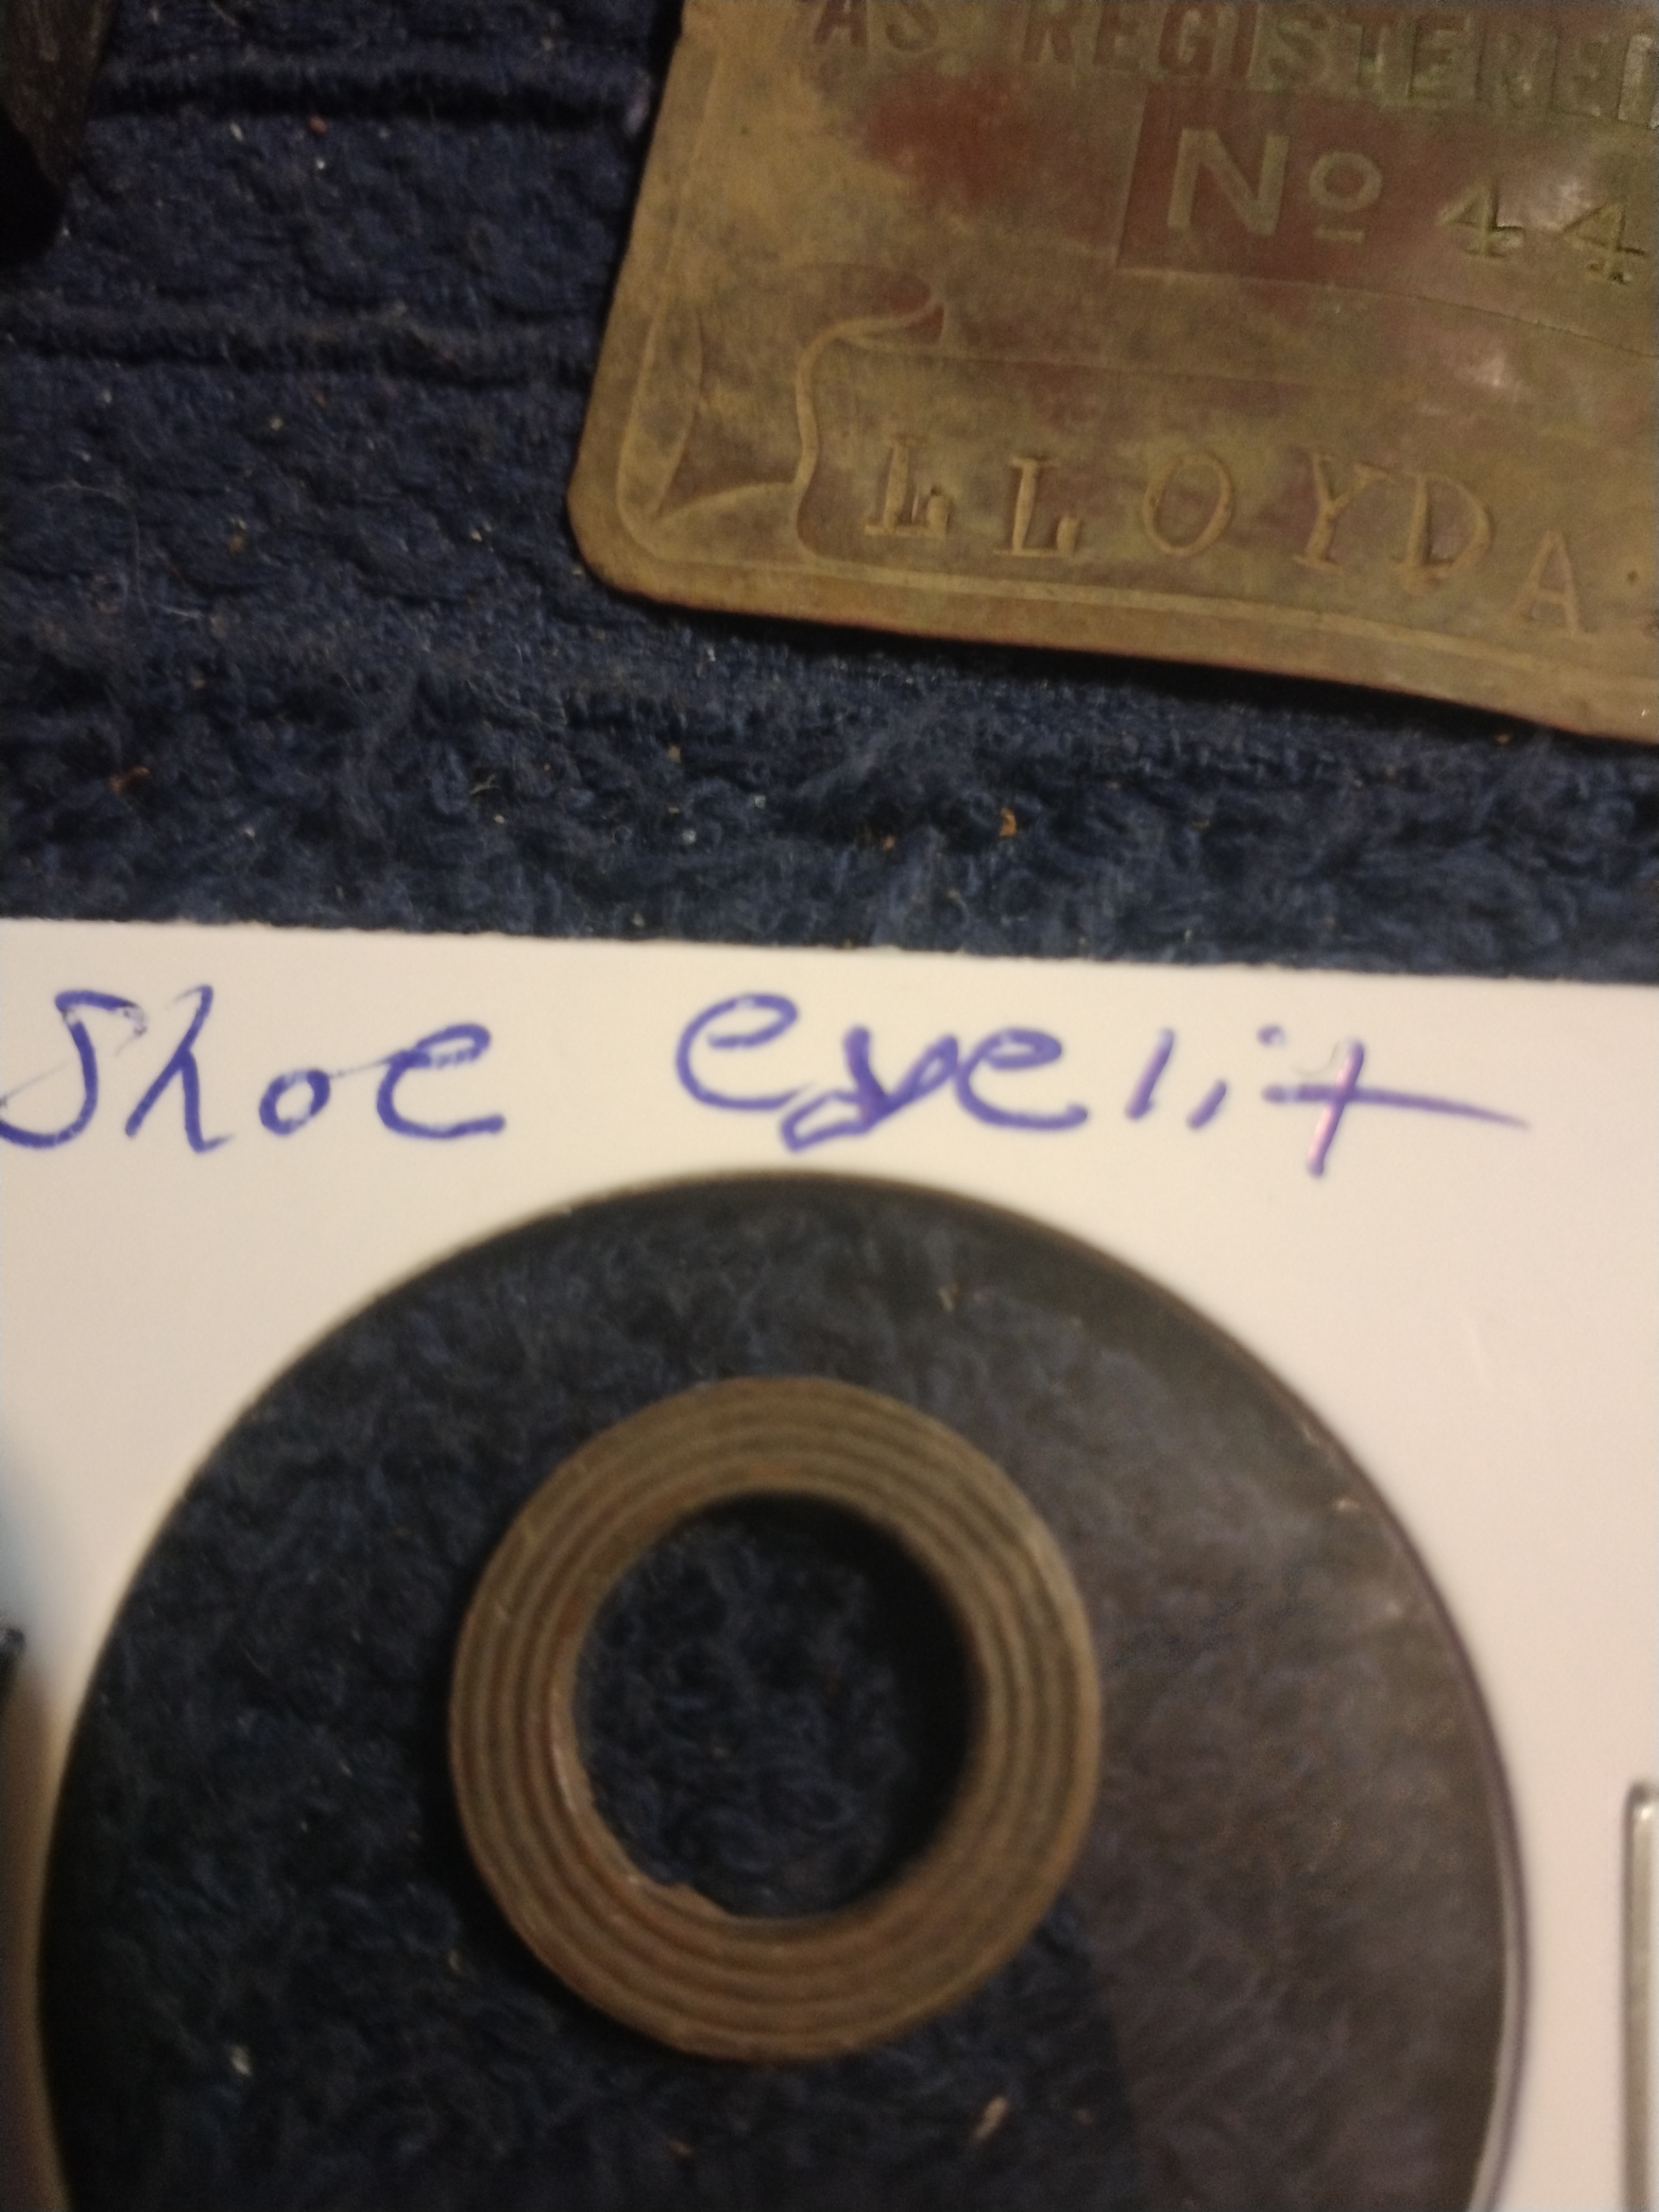 AS REGISTERED
No 44
LLOYDA.
Shoe eyelit